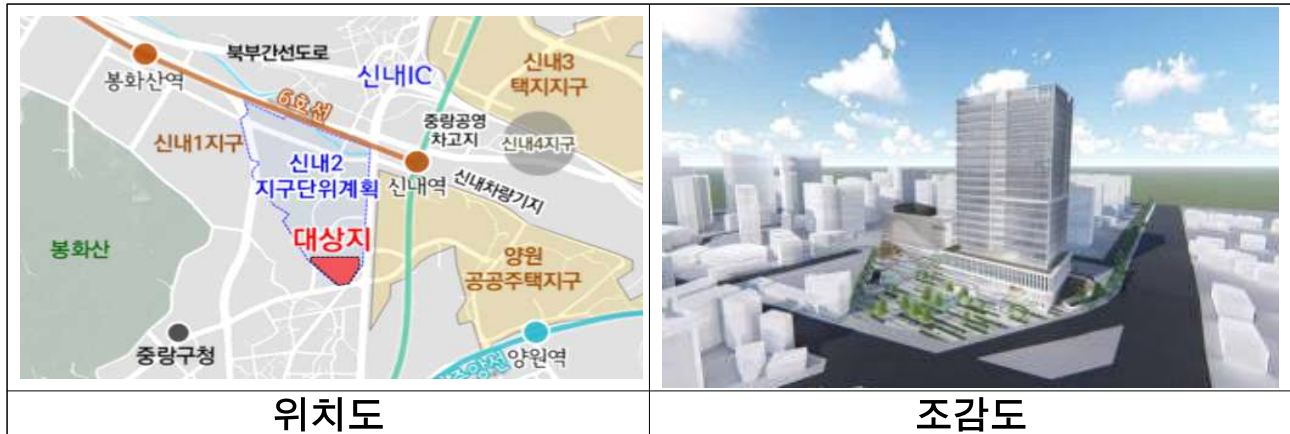 북부간선도로
신내3
택지지구
봉화산역
신내IC
6호선
중랑공영
차고지
신내4지구
신내1지구
신내2
지구단위계획
신내역
신내차량기지
대상지
봉화산
양원
공공주택지구
중랑구청
양원역
위치도
조감도